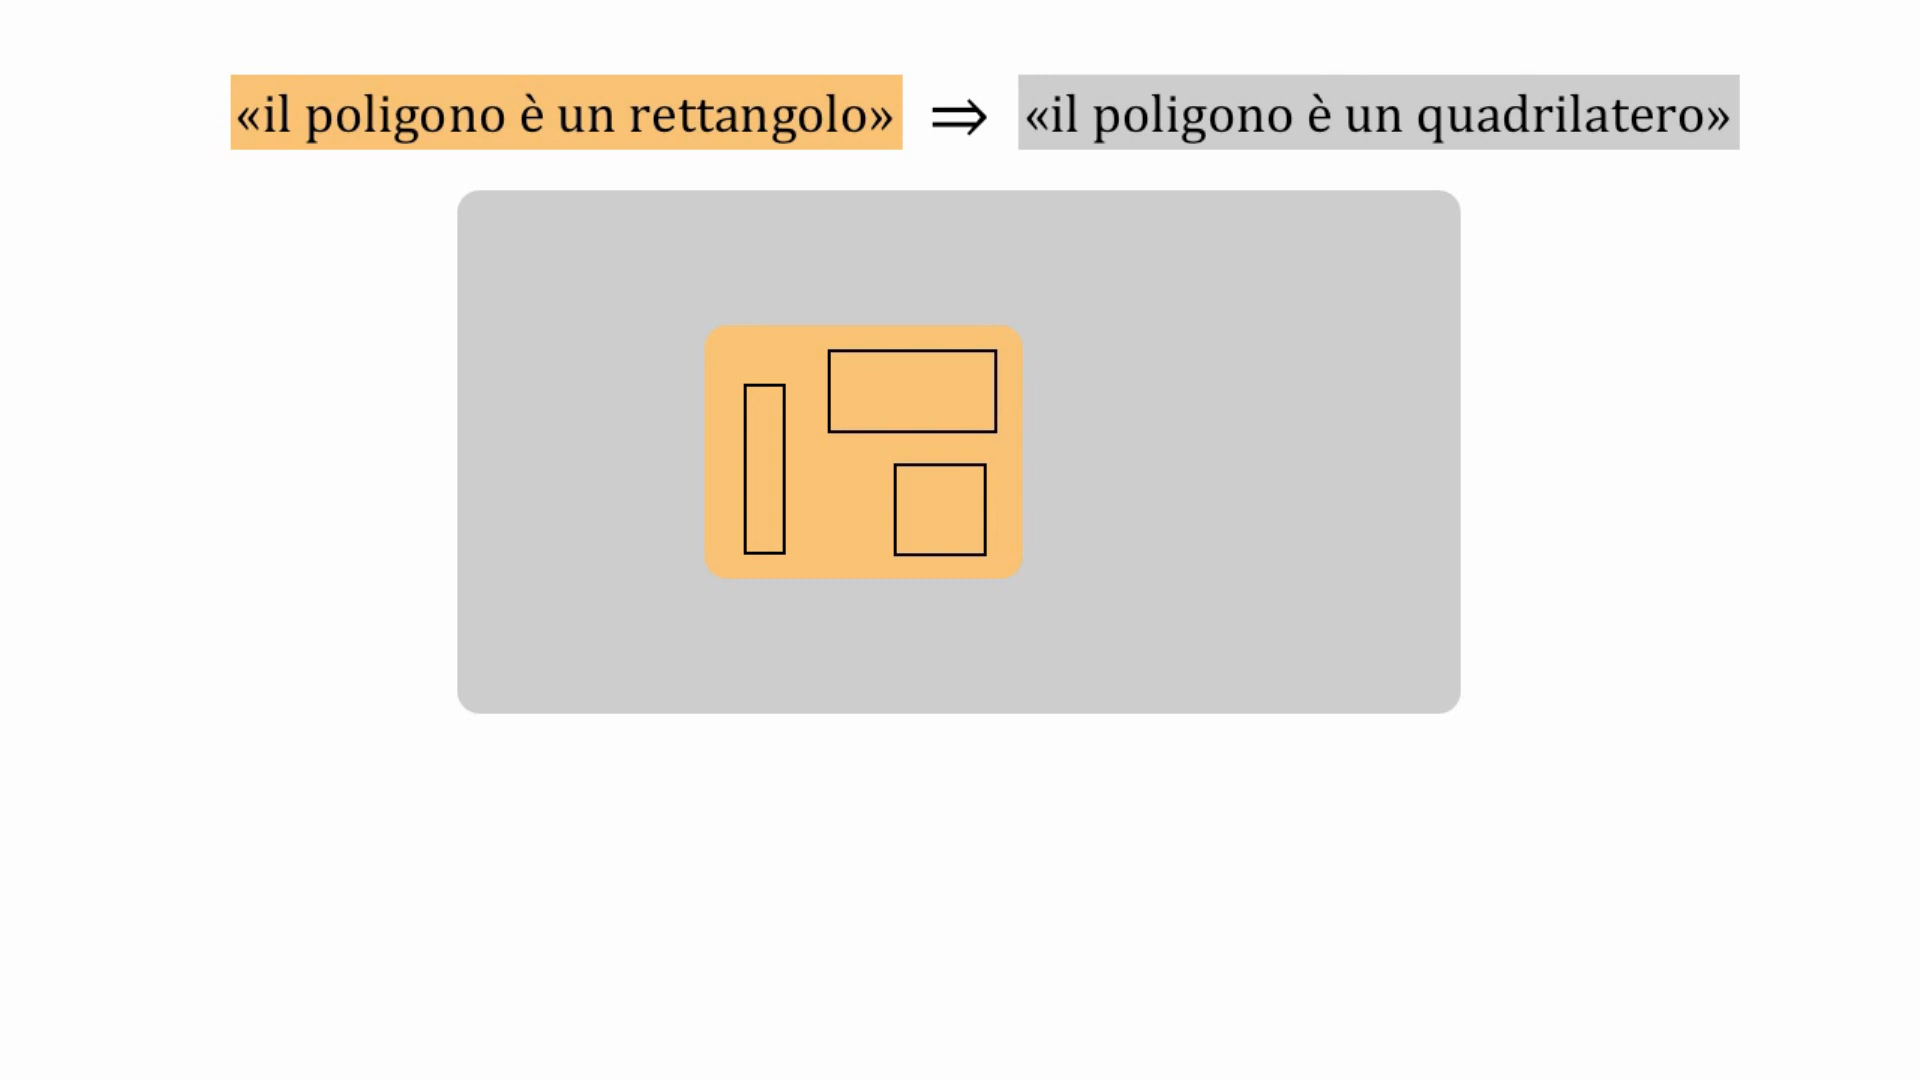 «il poligono è un rettangolo» ⇒ «il poligono è un quadrilatero»